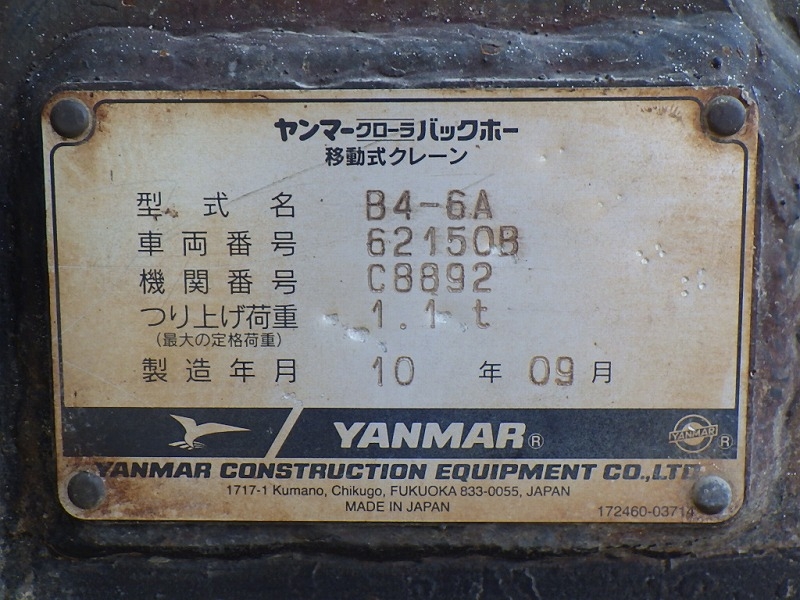 ヤンマークローラバックホー
移動式クレーン
型式名 B4-6A
車両番号 62150B
機関番号 C8892
つり上げ荷重 1.1 t
(最大の定格荷重)
製造年月 10 年 09 月
YANMAR® YANMAR ®
YANMAR CONSTRUCTION EQUIPMENT CO.,LTD.
1717-1 Kumano, Chikugo, FUKUOKA 833-0055, JAPAN
MADE IN JAPAN
172460-03714